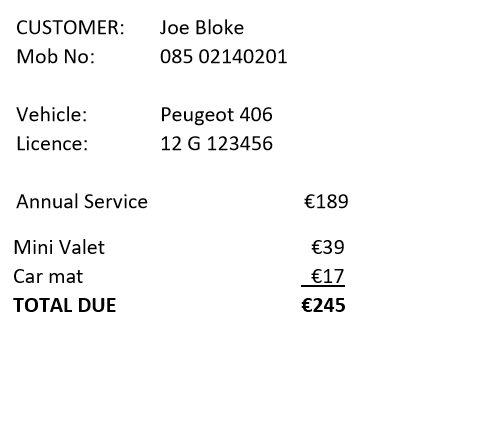 CUSTOMER: Joe Bloke
Mob No: 085 02140201
Vehicle: Peugeot 406
Licence: 12 G 123456
Annual Service €189
Mini Valet €39
Car mat €17
TOTAL DUE €245